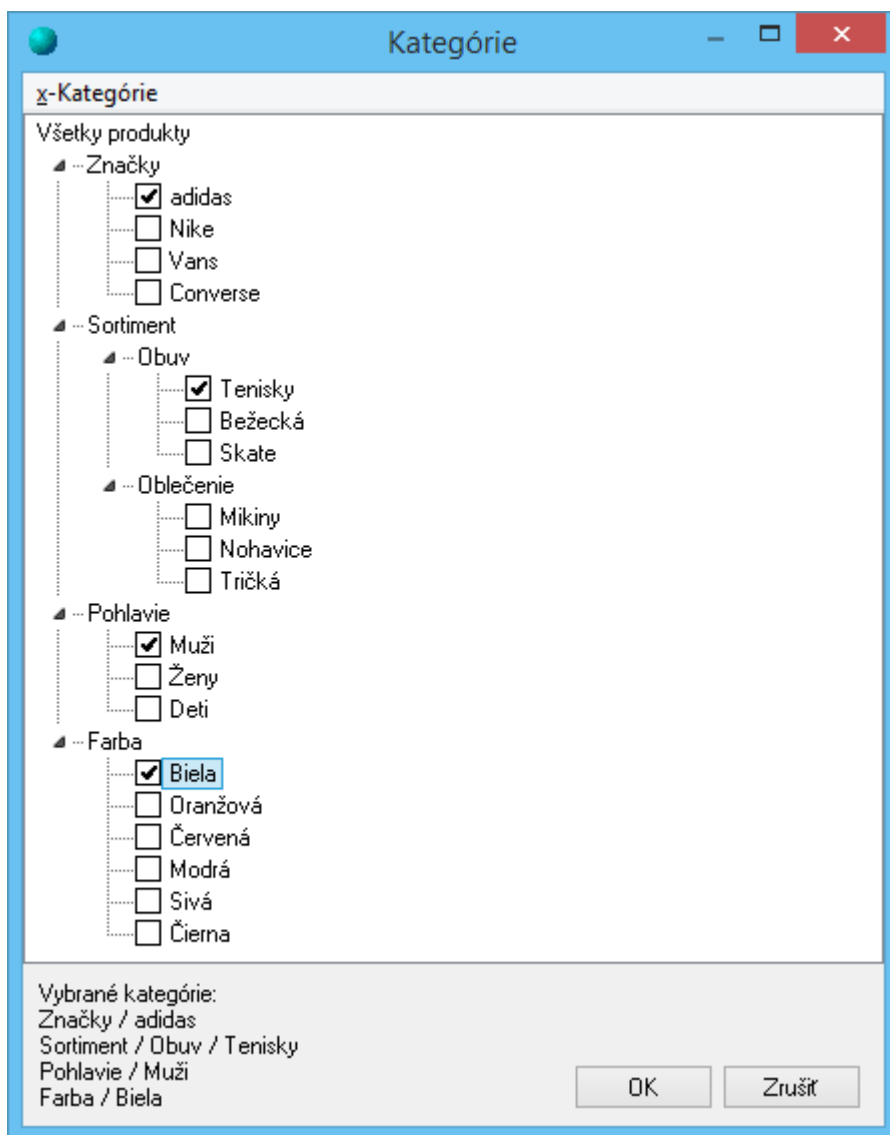 Kategórie
x-Kategórie
Všetky produkty
Značky
adidas
Nike
Vans
Converse
Sortiment
Obuv
Tenisky
Bežecká
Skate
Oblečenie
Mikiny
Nohavice
Tričká
Pohlavie
Muži
Ženy
Deti
Farba
Biela
Oranžová
Červená
Modrá
Sivá
Čierna
Vybrané kategórie:
Značky / adidas
Sortiment / Obuv / Tenisky
Pohlavie / Muži
Farba / Biela
OK Zrušiť